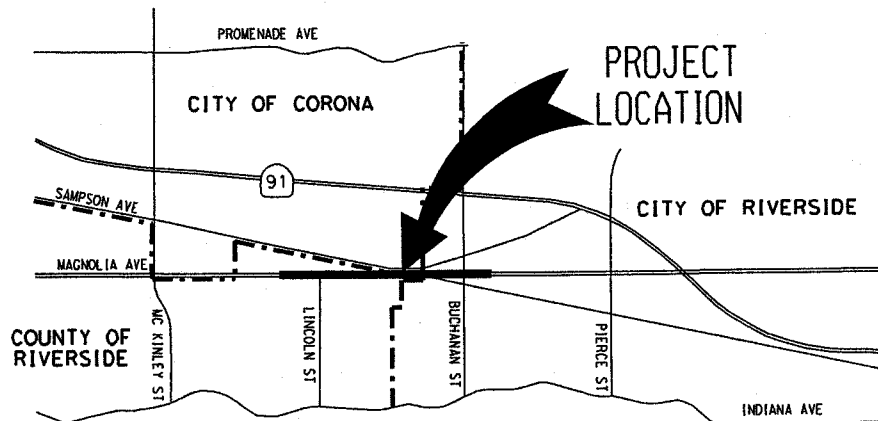 PROMENADE AVE
PROJECT
LOCATION
CITY OF CORONA
91
SAMPSON AVE
CITY OF RIVERSIDE
MAGNOLIA AVE
COUNTY OF
RIVERSIDE
MC KINLEY ST
LINCOLN ST
BUCHANAN ST
PIERCE ST
INDIANA AVE